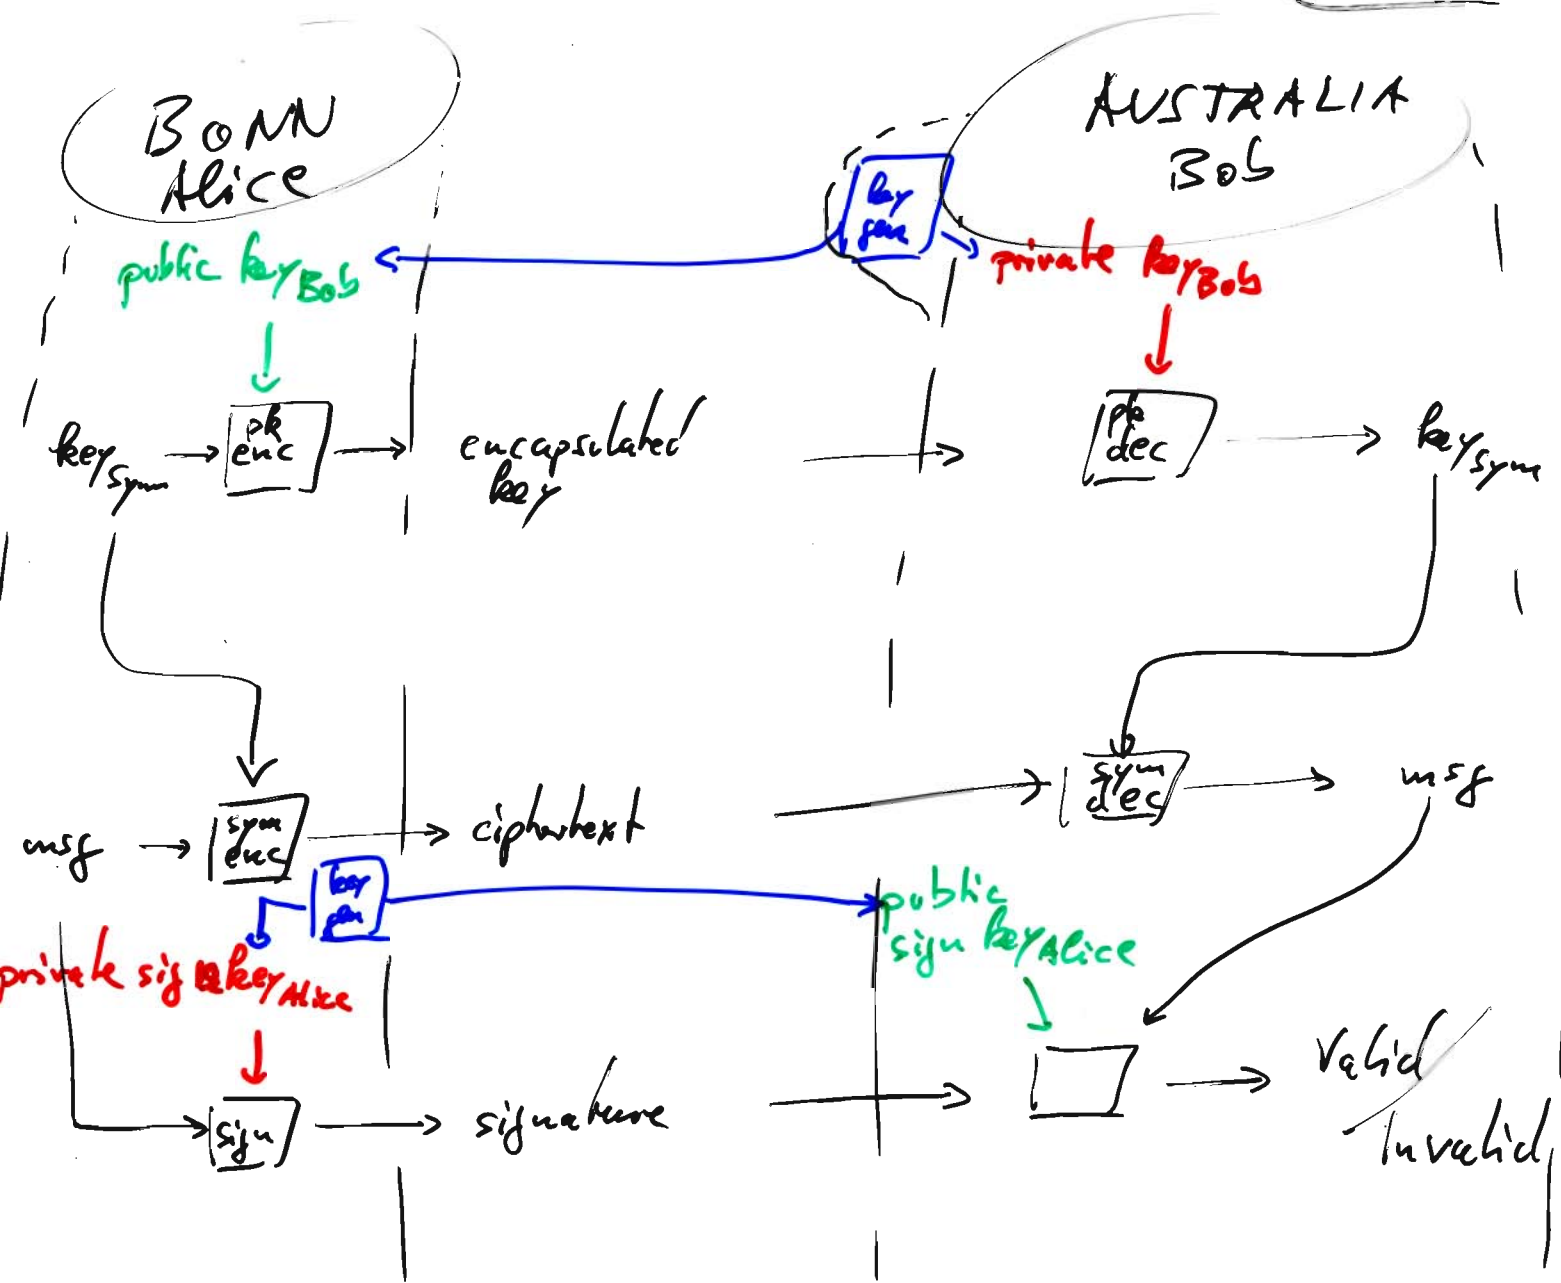 BONN
Alice
AUSTRALIA
Bob
key
gen
public key Bob
private key Bob
key sym
pk
enc
encapsulated
key
pk
dec
key sym
msg
sym
enc
ciphertext
sym
dec
msg
key
gen
public
sign key Alice
private sign key Alice
sign
signature
Valid
Invalid